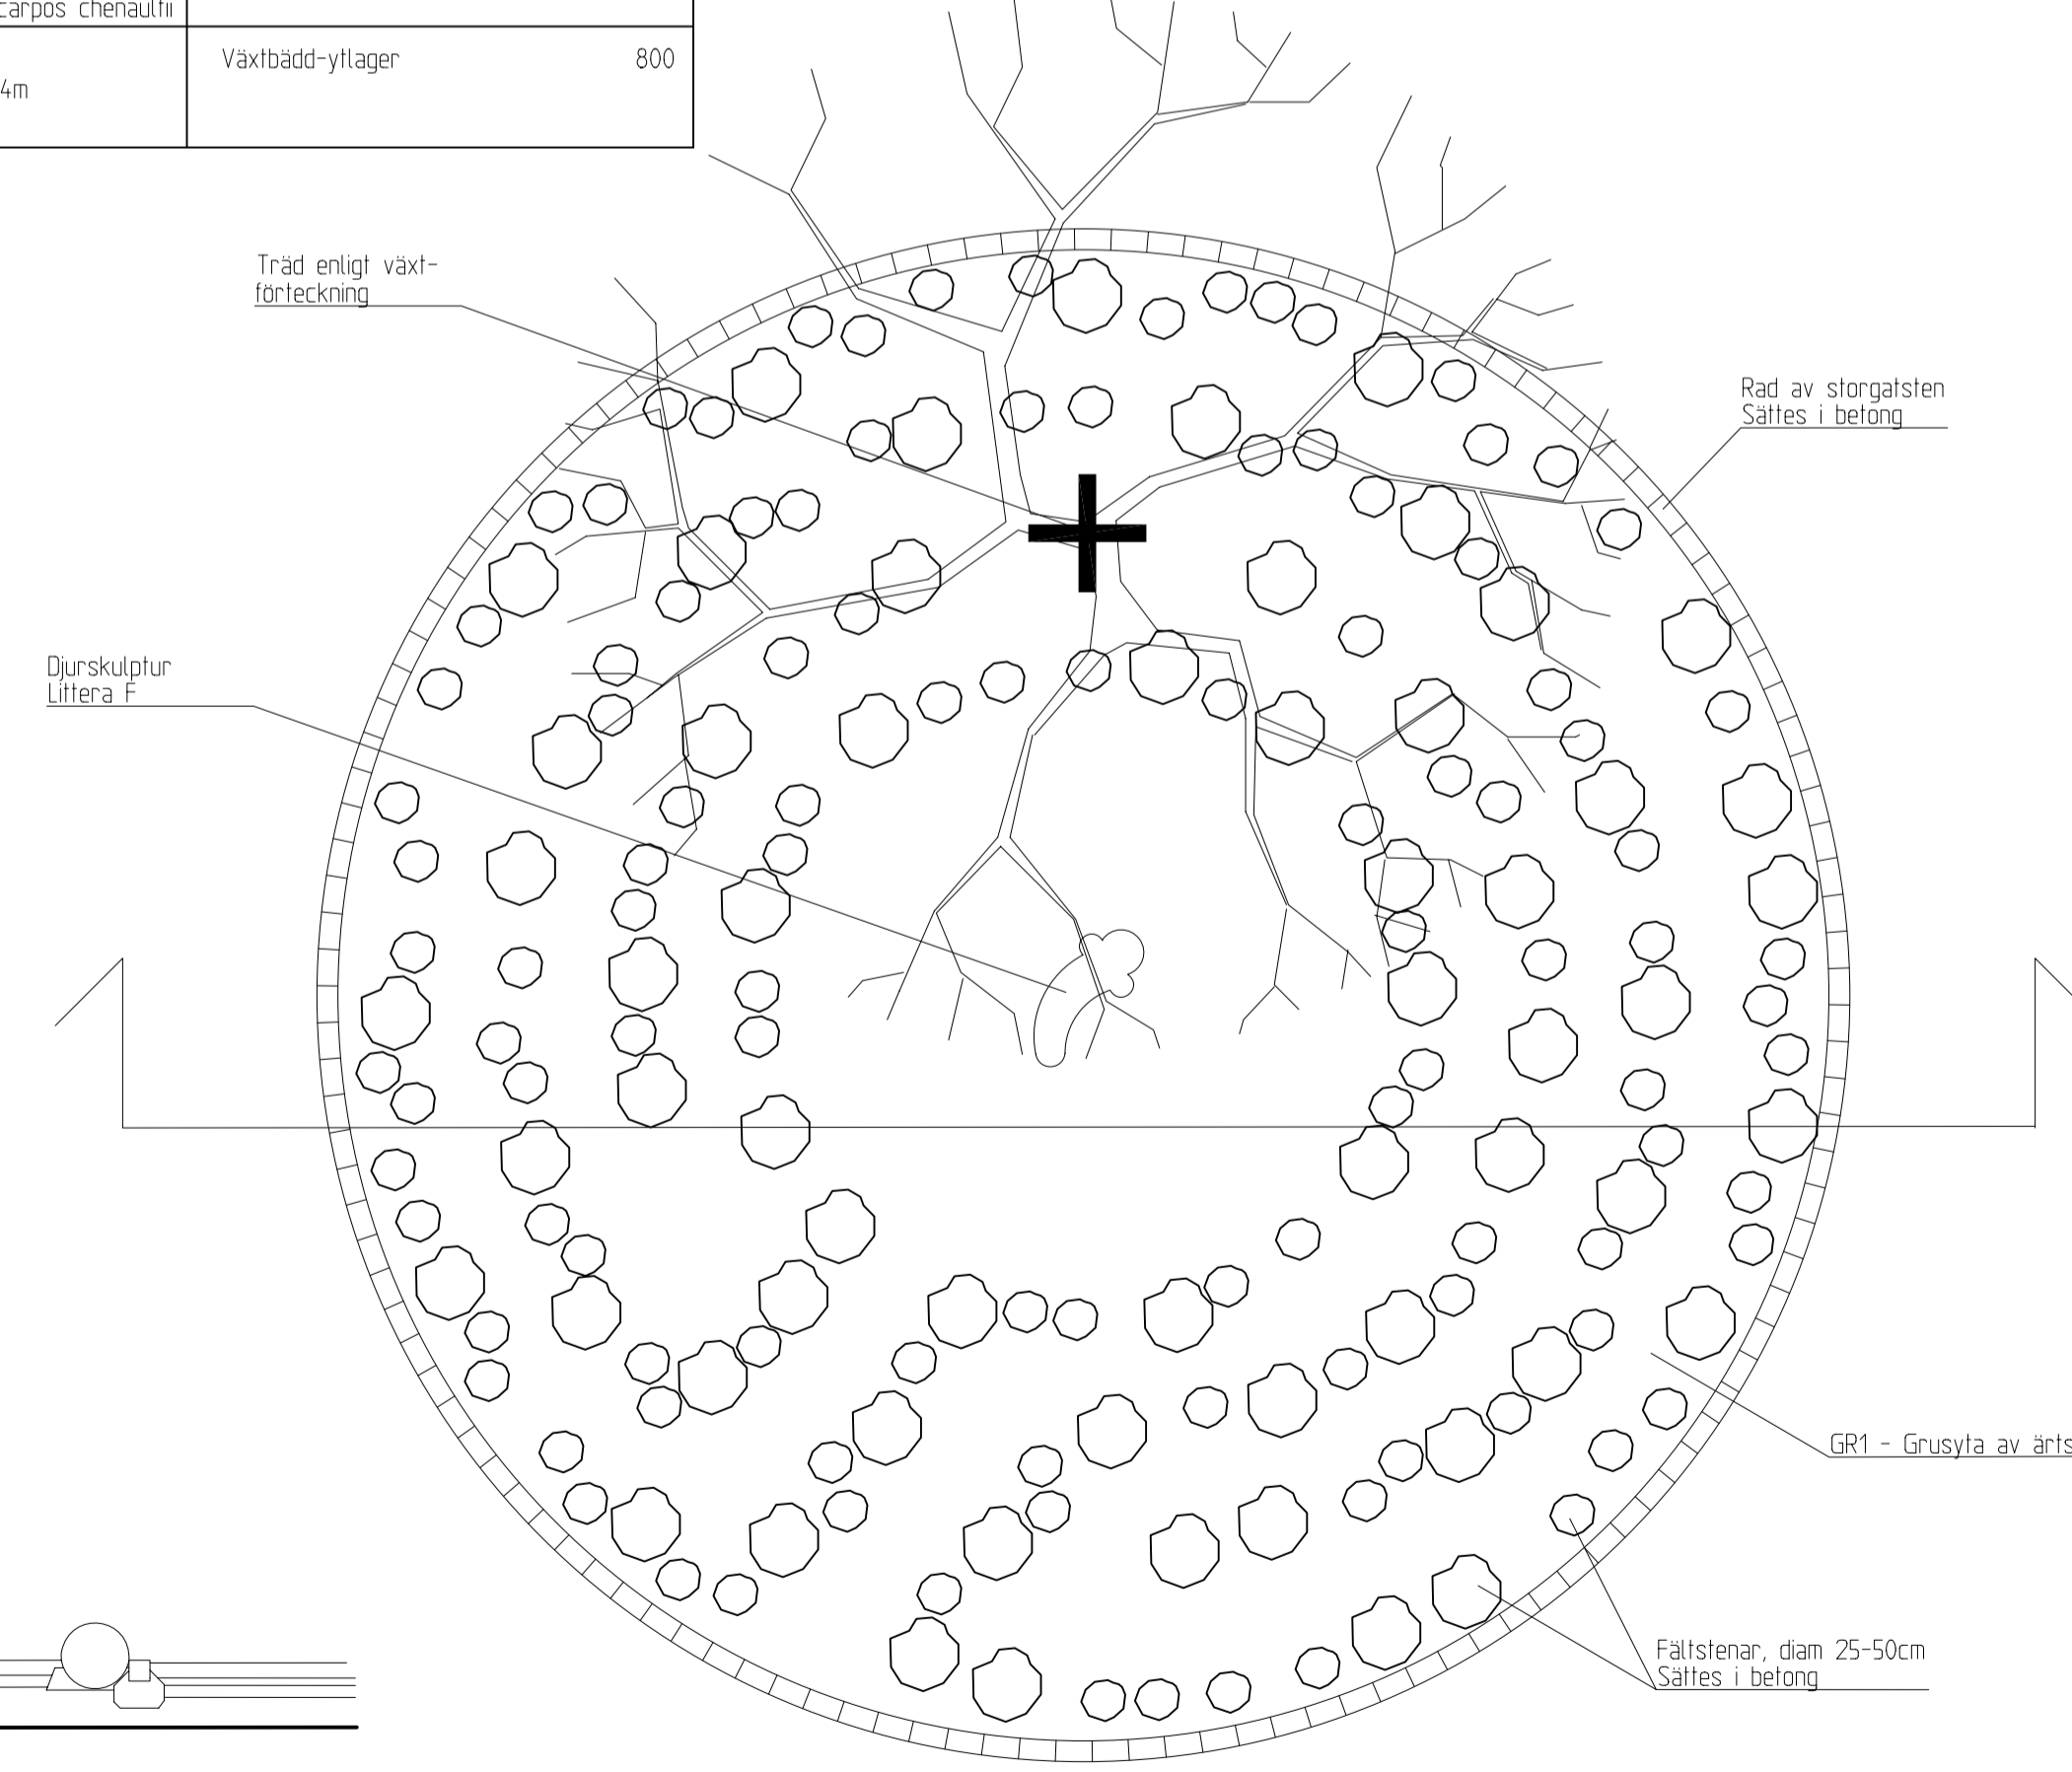 carpos chenaultii
Växtbädd-ytlager 800
4m
Träd enligt växt-
förteckning
Rad av storgatsten
Sättes i betong
Djurskulptur
Littera F
GR1 - Grusyta av ärts
Fältstenar, diam 25-50cm
Sättes i betong